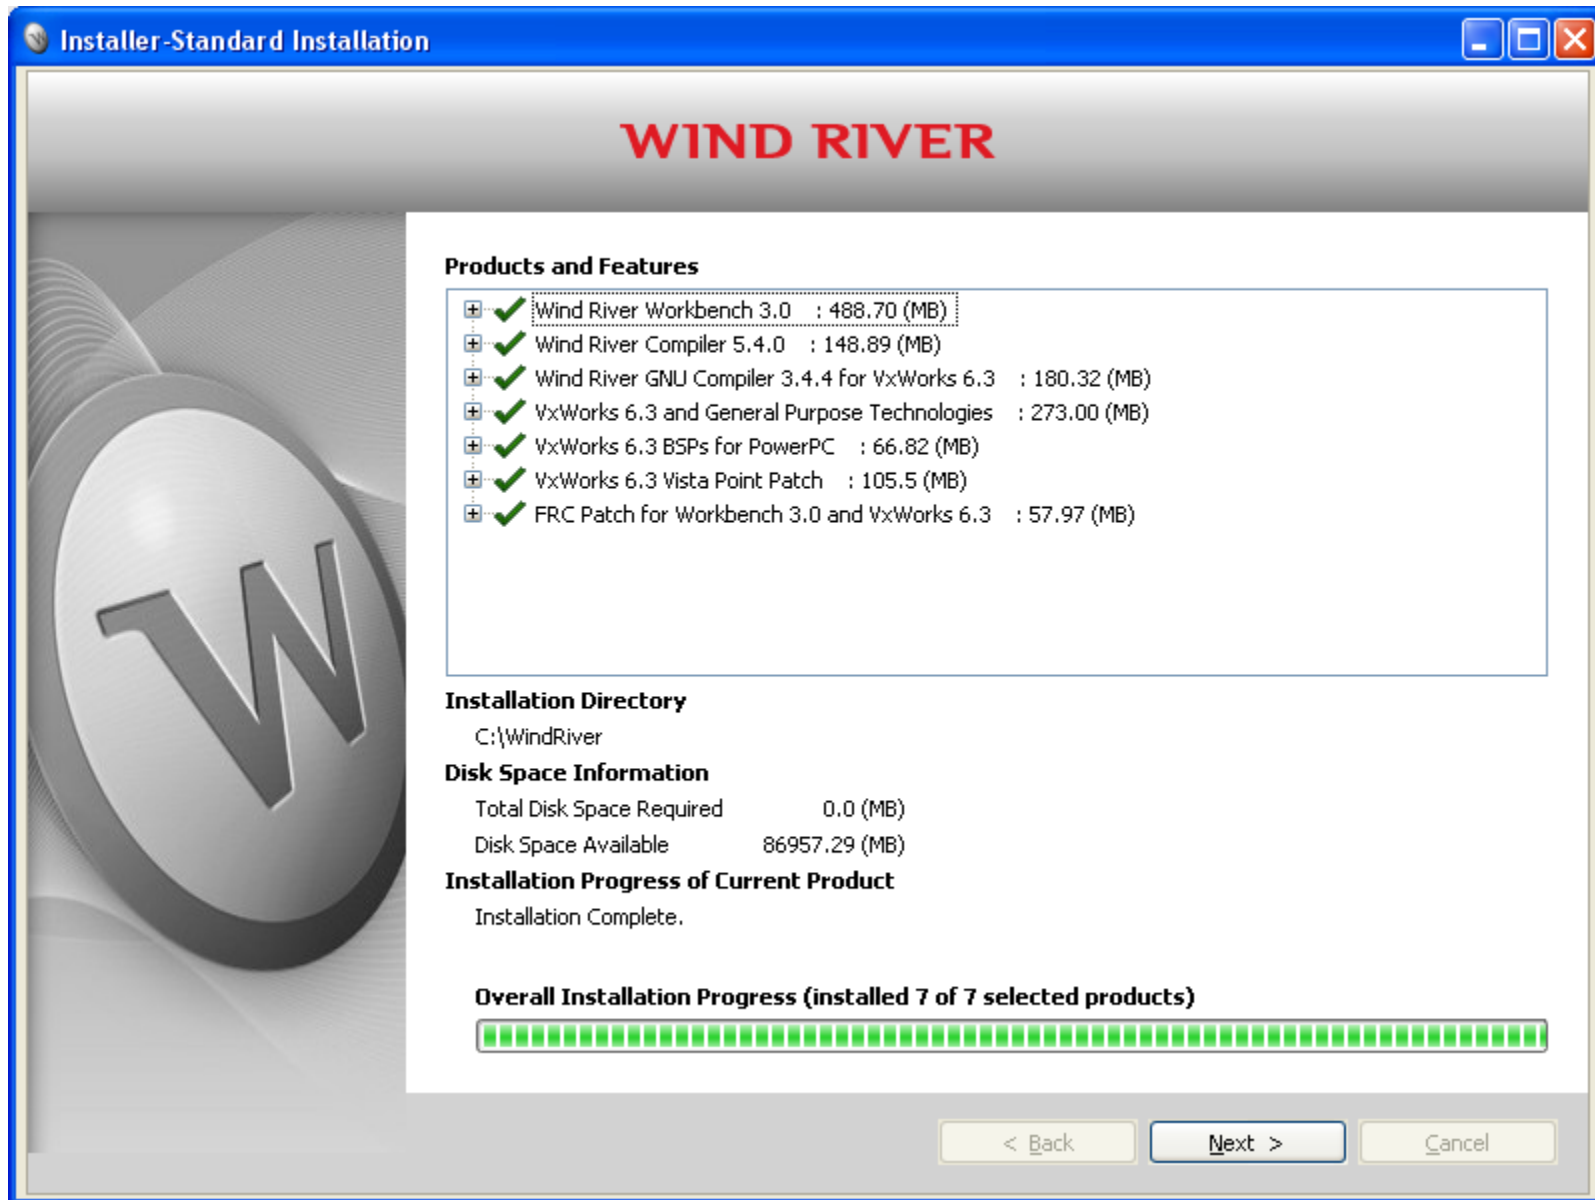 Installer-Standard Installation
WIND RIVER
Products and Features
Wind River Workbench 3.0 : 488.70 (MB)
Wind River Compiler 5.4.0 : 148.89 (MB)
Wind River GNU Compiler 3.4.4 for VxWorks 6.3 : 180.32 (MB)
VxWorks 6.3 and General Purpose Technologies : 273.00 (MB)
VxWorks 6.3 BSPs for PowerPC : 66.82 (MB)
VxWorks 6.3 Vista Point Patch : 105.5 (MB)
FRC Patch for Workbench 3.0 and VxWorks 6.3 : 57.97 (MB)
W
Installation Directory
C:\WindRiver
Disk Space Information
Total Disk Space Required 0.0 (MB)
Disk Space Available 86957.29 (MB)
Installation Progress of Current Product
Installation Complete.
Overall Installation Progress (installed 7 of 7 selected products)
< Back Next > Cancel